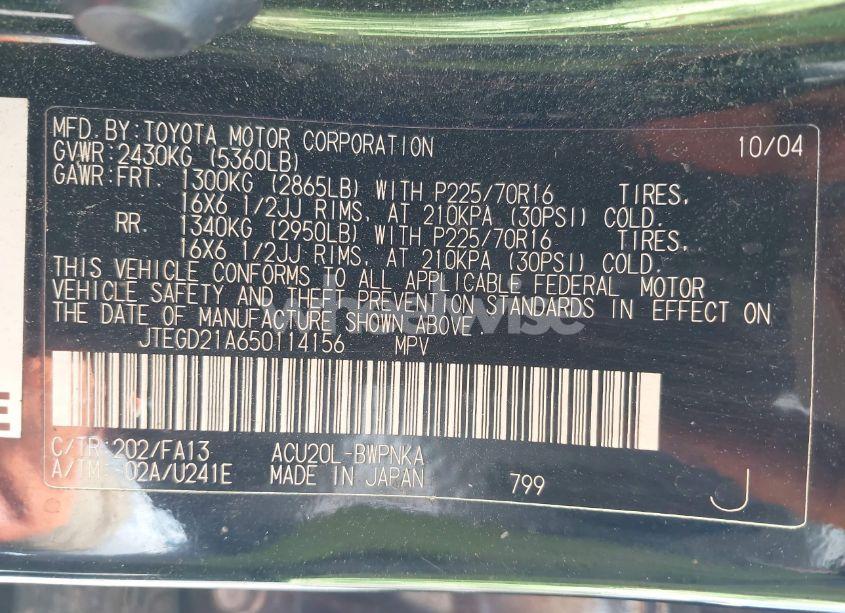 MFD. BY: TOYOTA MOTOR CORPORATION 10/04
GVWR: 2430KG (5360LB)
GAWR: FRT. 1300KG (2865LB) WITH P225/70R16 TIRES,
16X6 1/2JJ RIMS, AT 210KPA (30PSI) COLD.
RR. 1340KG (2950LB) WITH P225/70R16 TIRES,
16X6 1/2JJ RIMS, AT 210KPA (30PSI) COLD.
THIS VEHICLE CONFORMS TO ALL APPLICABLE FEDERAL MOTOR
VEHICLE SAFETY AND THEFT PREVENTION STANDARDS IN EFFECT ON
THE DATE OF MANUFACTURE SHOWN ABOVE.
JTEGD21A650114156 MPV
C/TR: 202/FA13 ACU20L-BWPNKA
A/TM: -02A/U241E MADE IN JAPAN 799 J
E